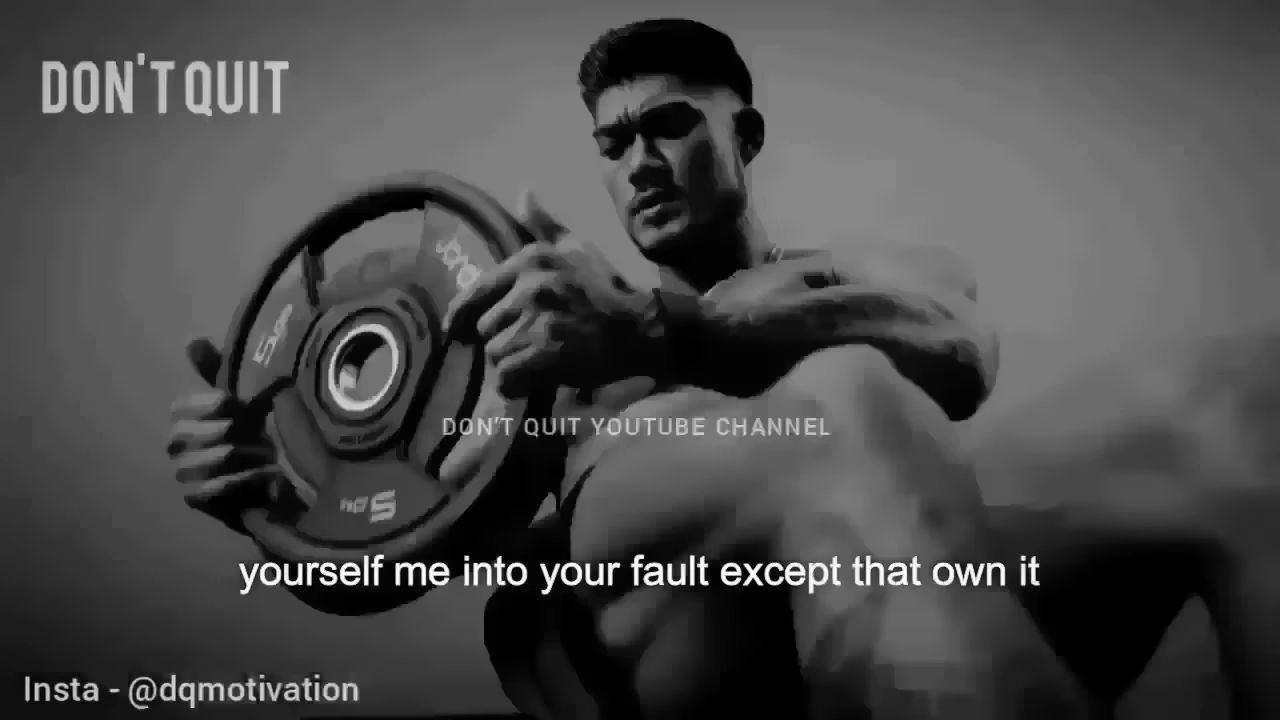 DON'T QUIT
DON'T QUIT YOUTUBE CHANNEL
yourself me into your fault except that own it
Insta - @dqmotivation